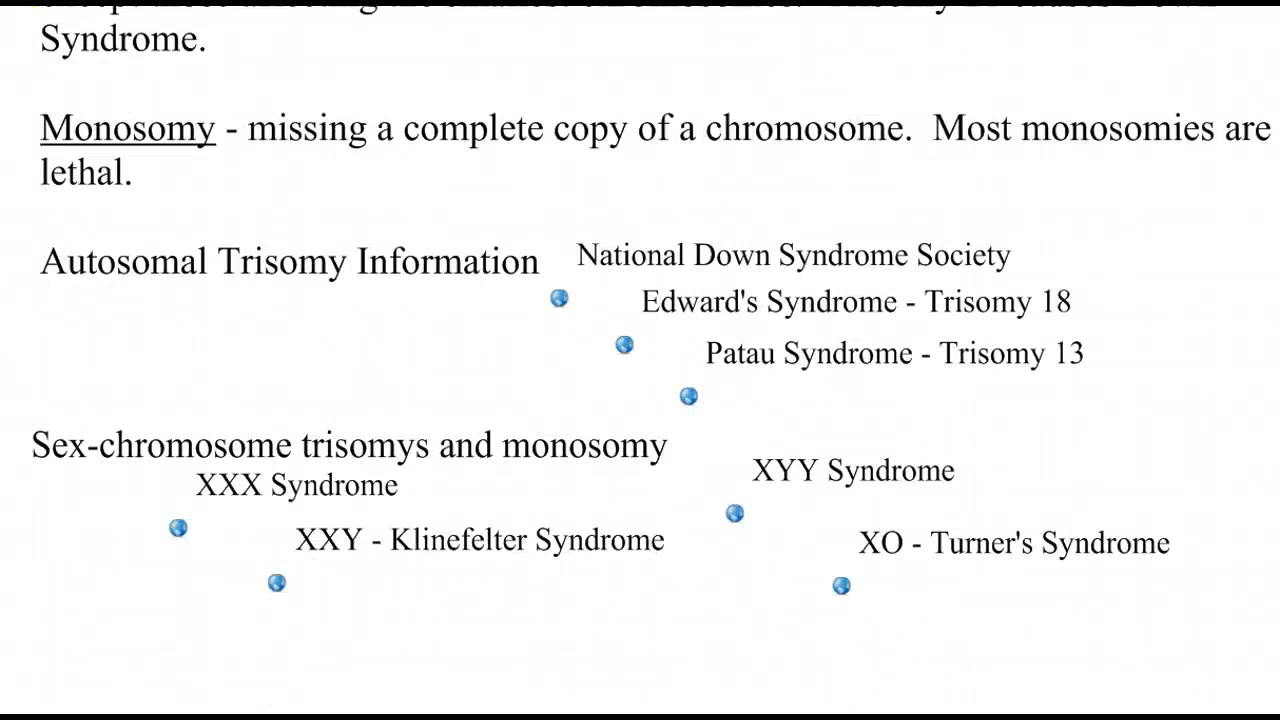 Syndrome.
Monosomy - missing a complete copy of a chromosome. Most monosomies are
lethal.
Autosomal Trisomy Information
National Down Syndrome Society
Edward's Syndrome - Trisomy 18
Patau Syndrome - Trisomy 13
Sex-chromosome trisomys and monosomy
XXX Syndrome
XXY - Klinefelter Syndrome
XYY Syndrome
XO - Turner's Syndrome